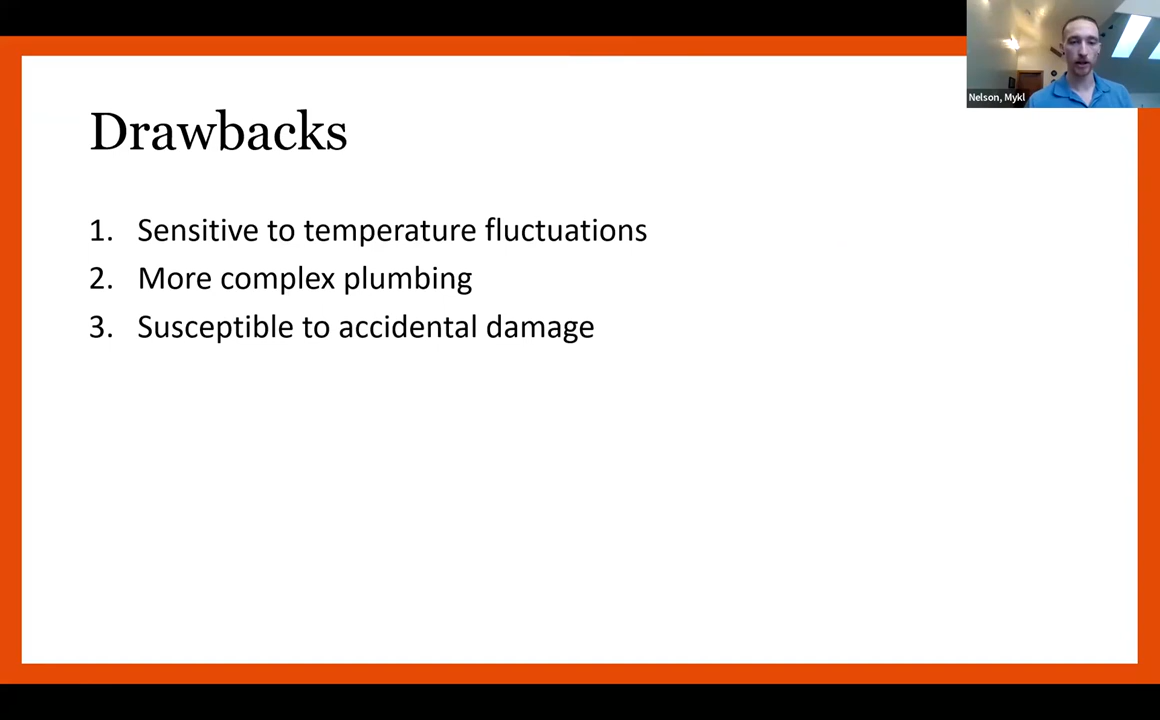 Nelson, Mykl
Drawbacks
1. Sensitive to temperature fluctuations
2. More complex plumbing
3. Susceptible to accidental damage